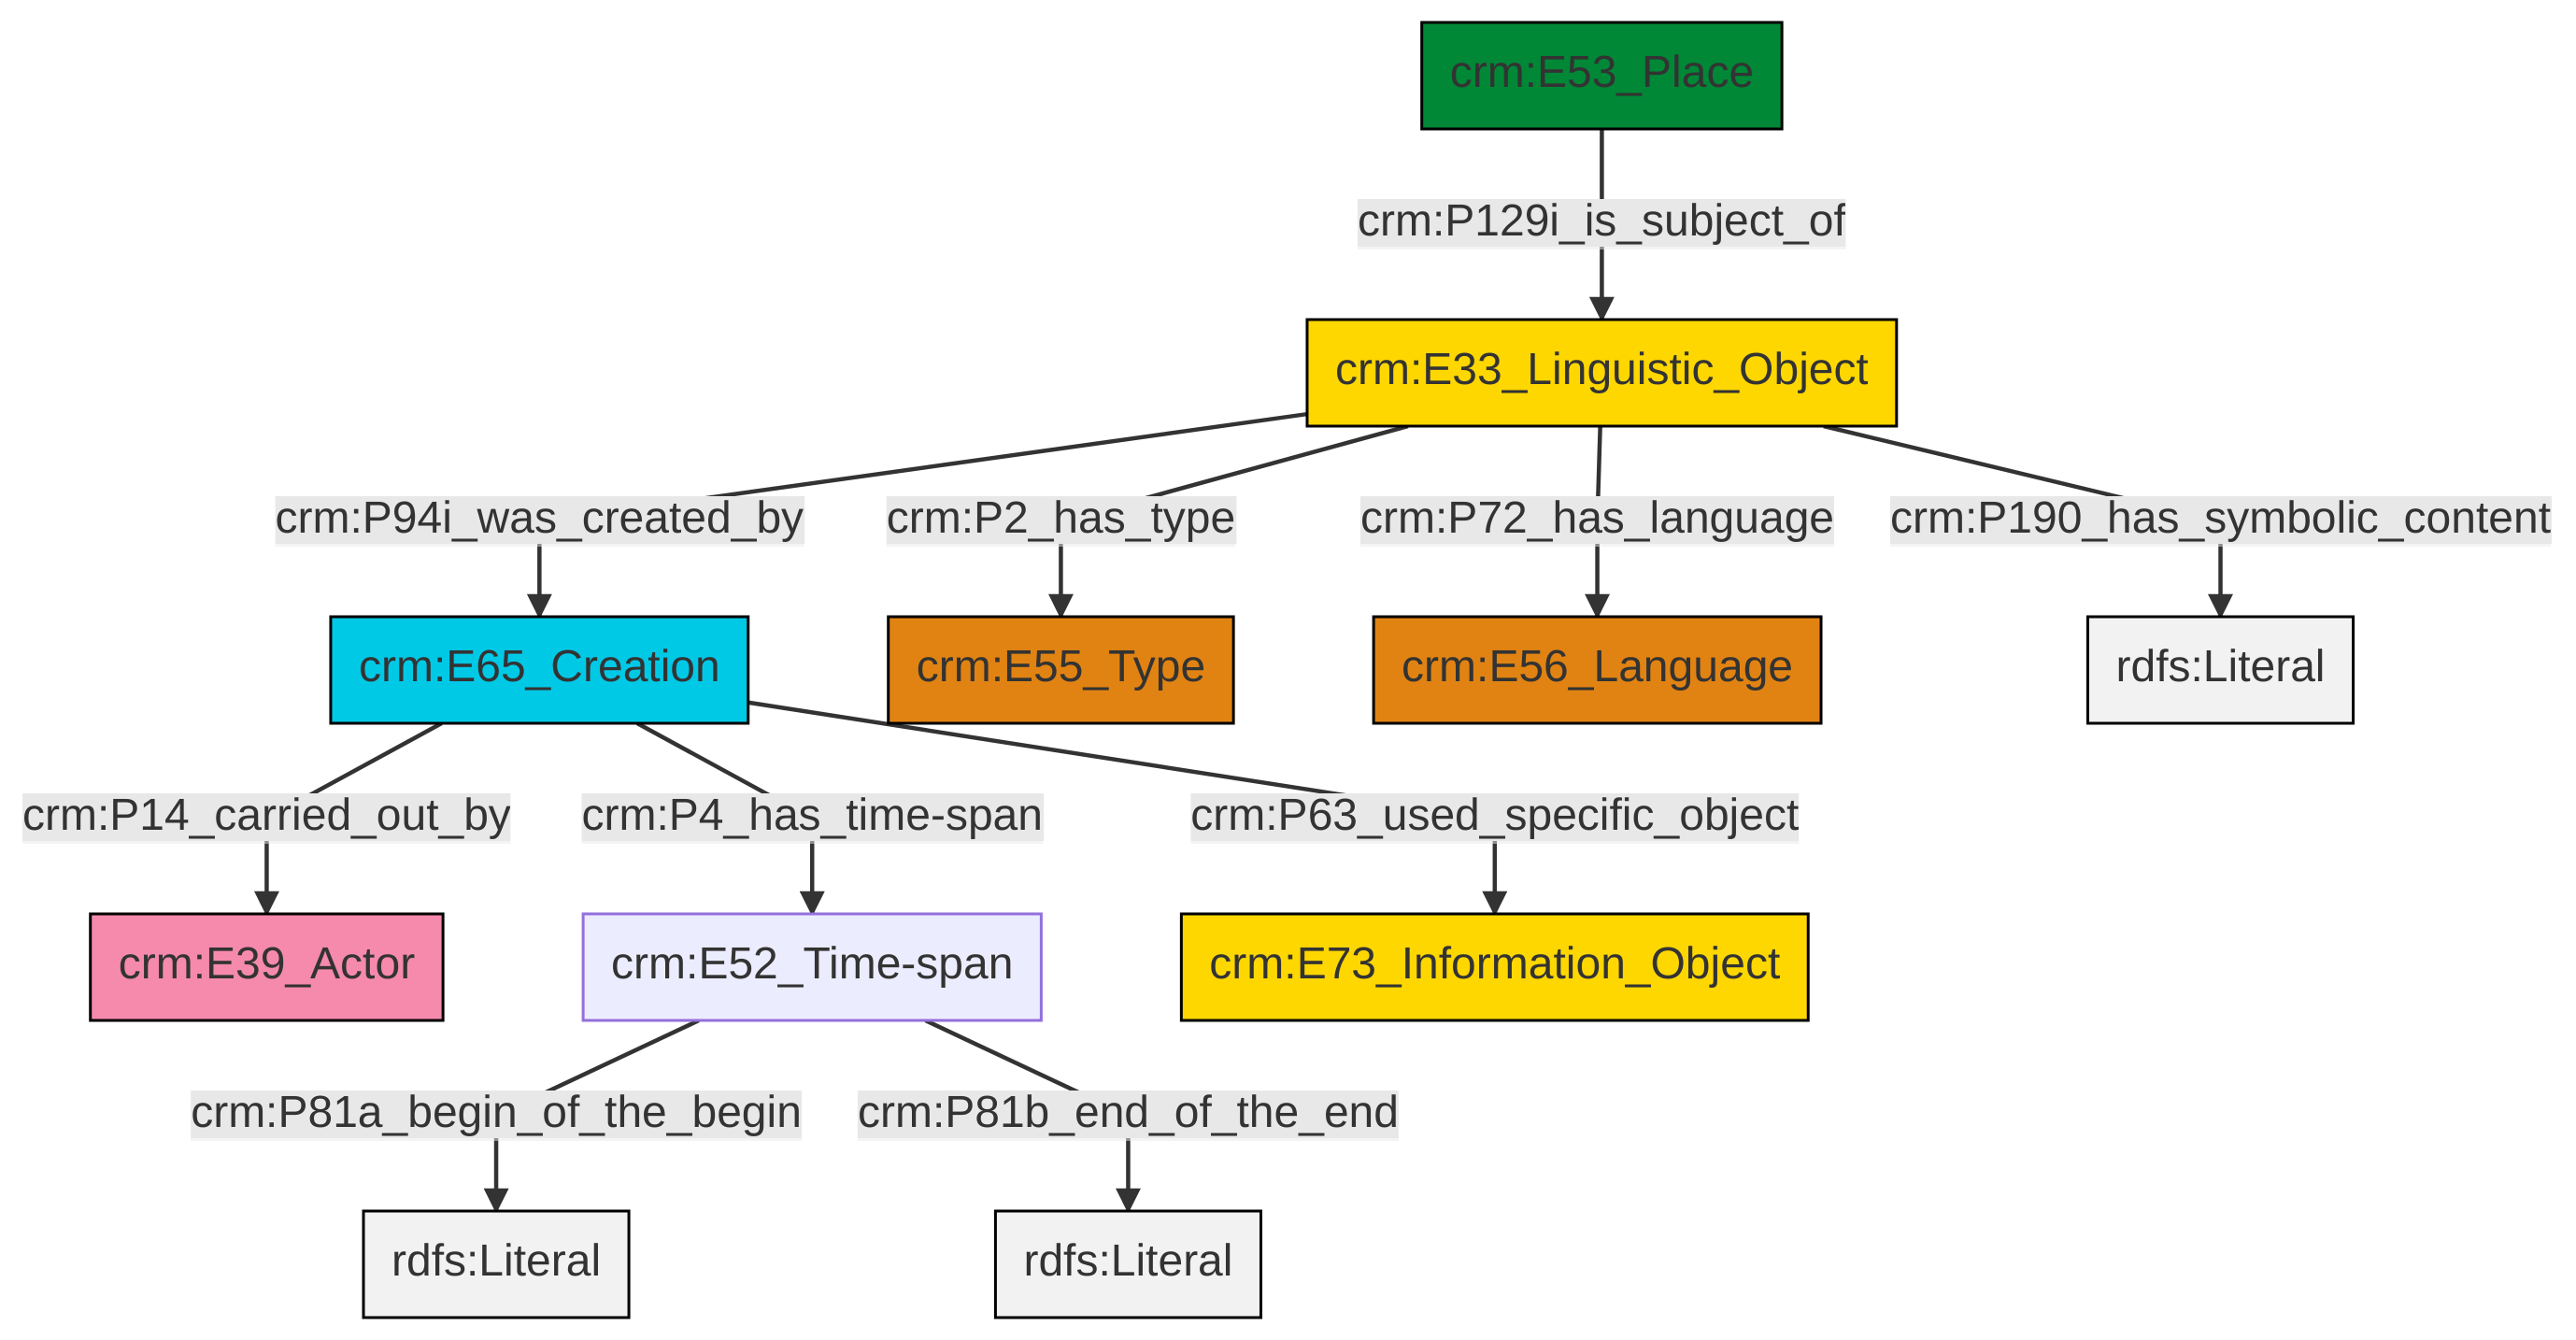 crm:E53_Place
crm:P129i_is_subject_of
crm:E33_Linguistic_Object
crm:P94i_was_created_by
crm:P2_has_type
crm:P72_has_language
crm:P190_has_symbolic_content
crm:E65_Creation
crm:E55_Type
crm:E56_Language
rdfs:Literal
crm:P14_carried_out_by
crm:P4_has_time-span
crm:P63_used_specific_object
crm:E39_Actor
crm:E52_Time-span
crm:E73_Information_Object
crm:P81a_begin_of_the_begin
crm:P81b_end_of_the_end
rdfs:Literal
rdfs:Literal